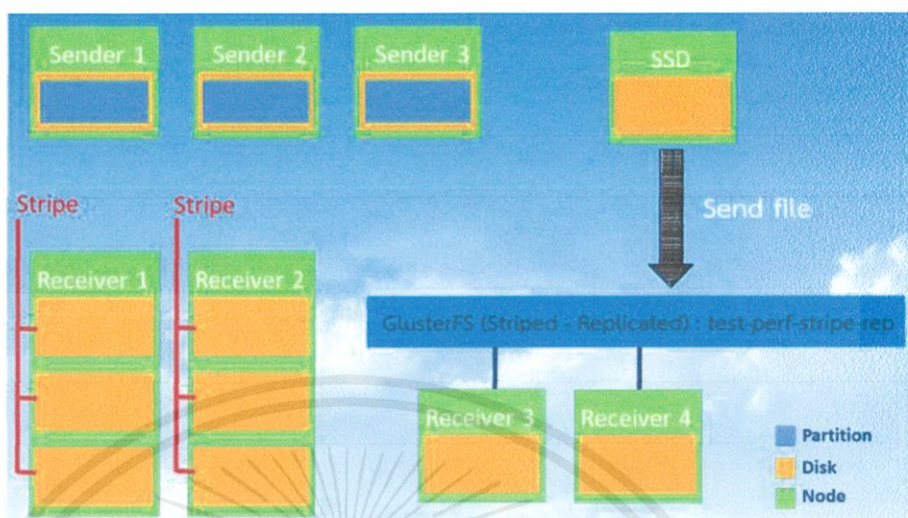 Sender 1
Sender 2
Sender 3
SSD
Send file
Stripe
Stripe
Receiver 1
Receiver 2
GlusterFS (Striped - Replicated) : test-perf-stripe-rep
Receiver 3
Receiver 4
Partition
Disk
Node